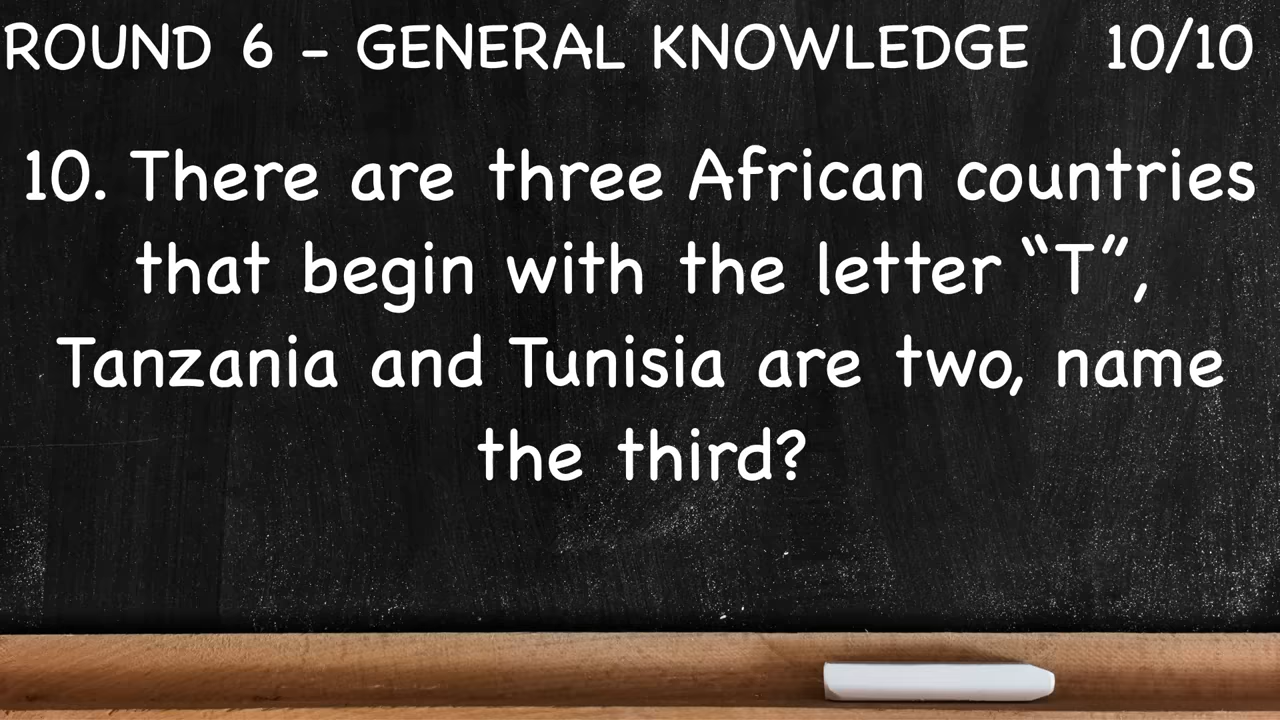 ROUND 6 - GENERAL KNOWLEDGE 10/10
10. There are three African countries
that begin with the letter “T”,
Tanzania and Tunisia are two, name
the third?